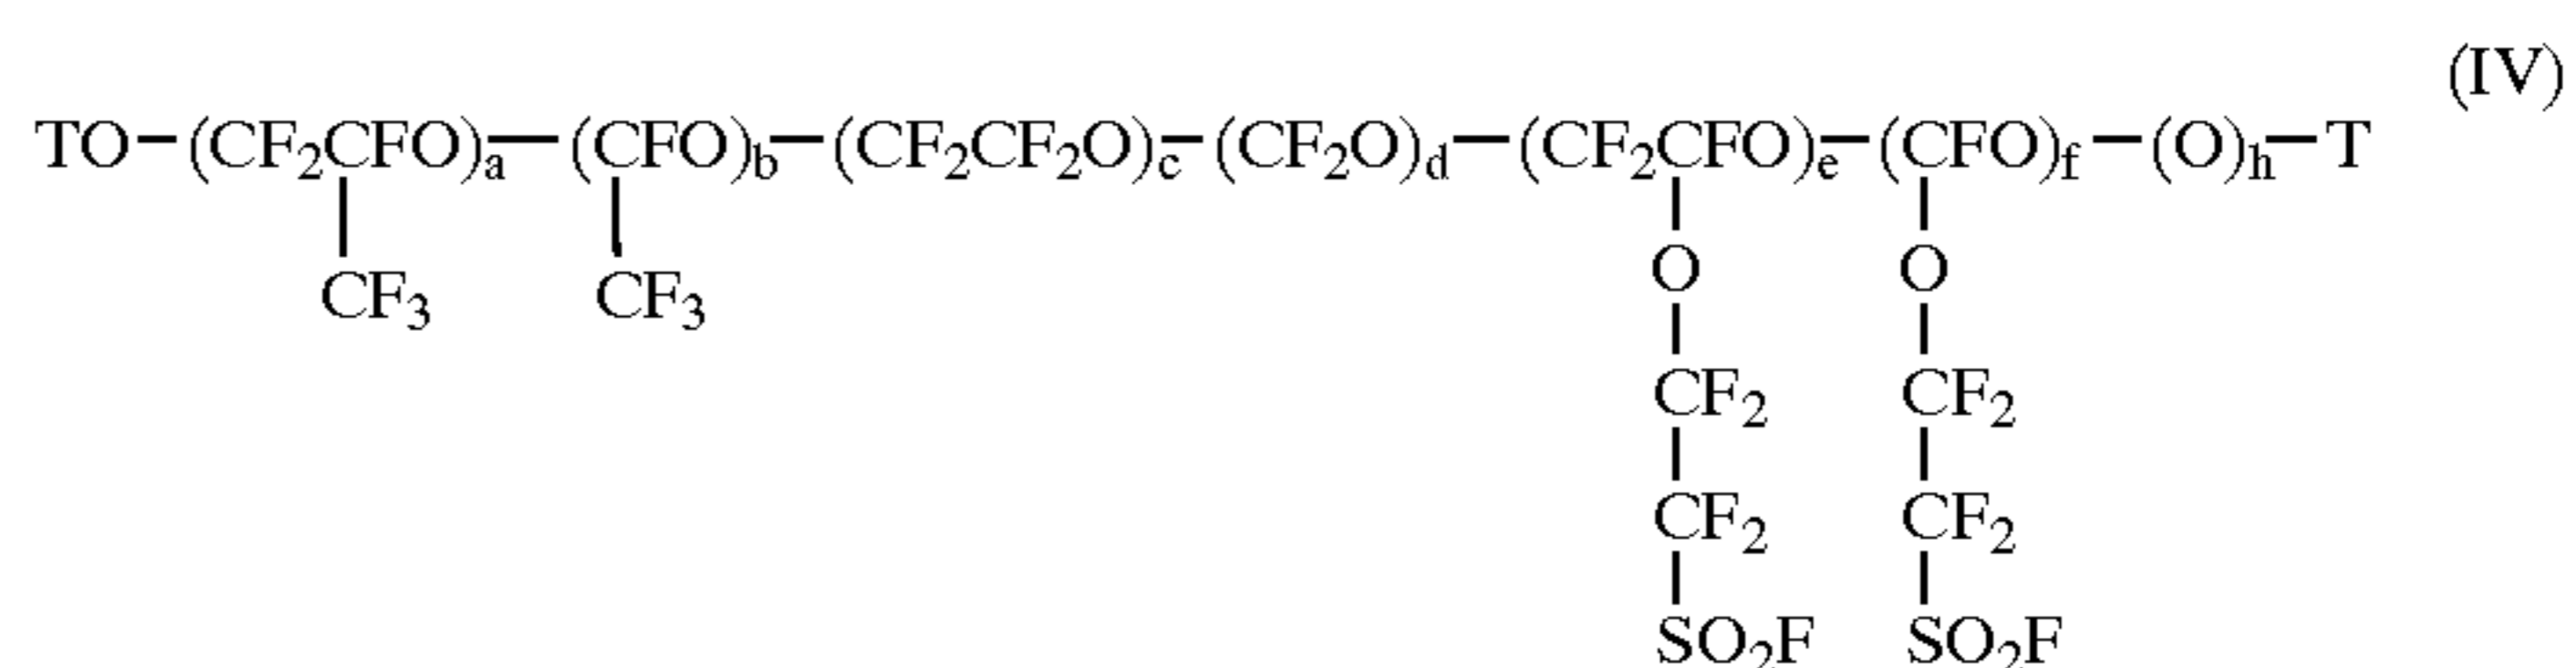 (IV)
TO-(CF₂CFO)ₐ-(CFO)b-(CF₂CF₂O)c-(CF₂O)d-(CF₂CFO)ₑ-(CFO)f-(O)ₕ-T
CF₃ CF₃ O O
CF₂ CF₂
CF₂ CF₂
SO₂F SO₂F